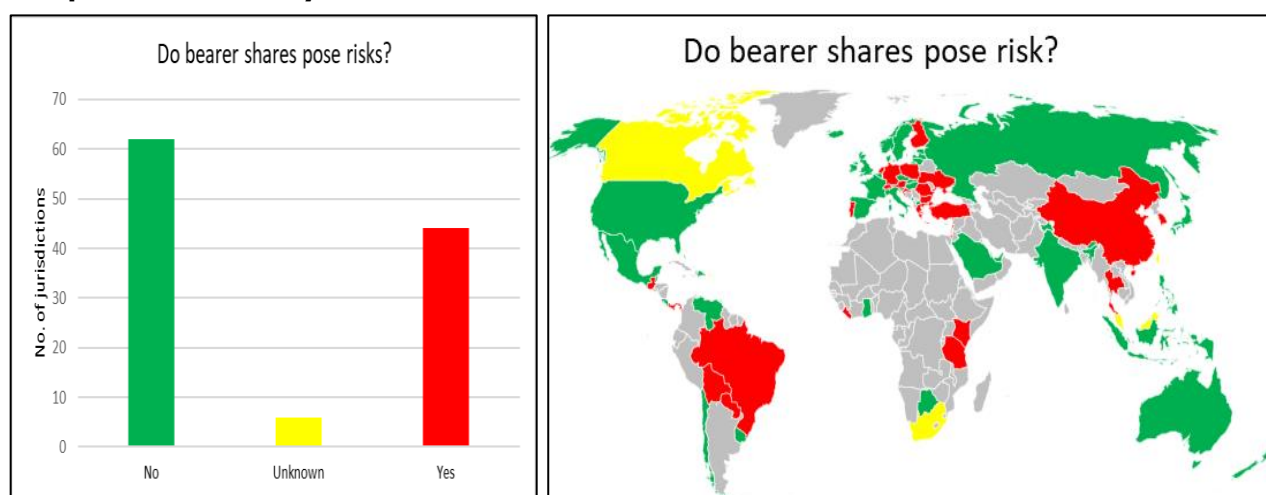 Do bearer shares pose risks?
No. of jurisdictions
70
60
50
40
30
20
10
0
No
Unknown
Yes
Do bearer shares pose risk?